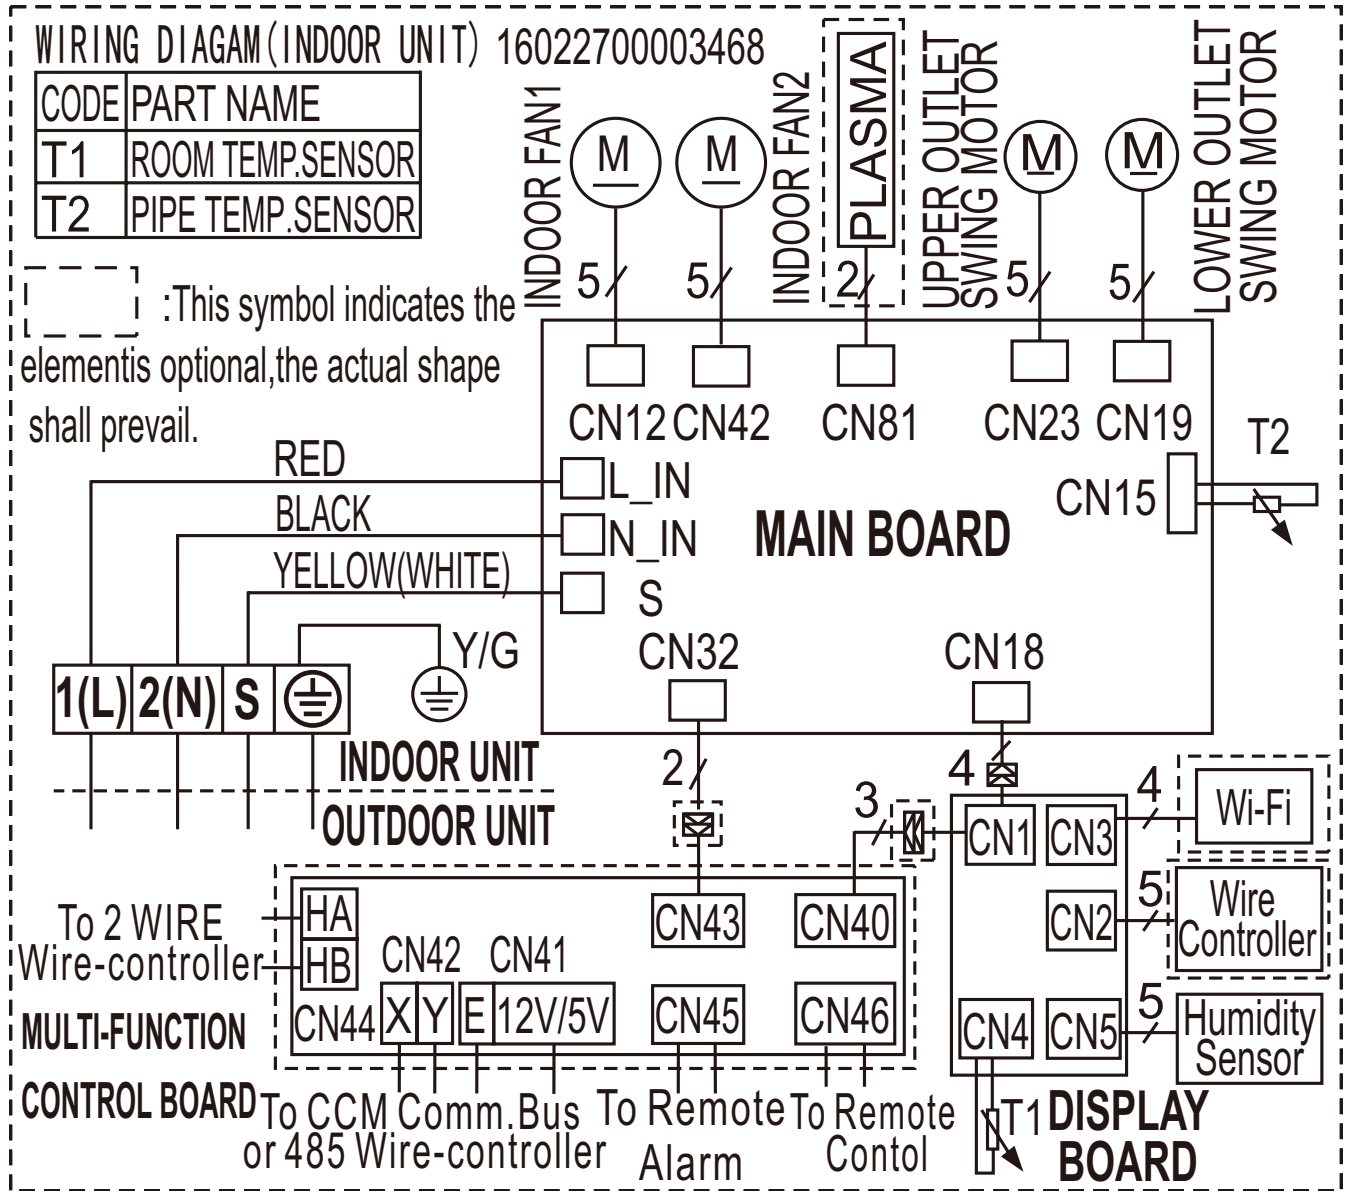 WIRING DIAGAM(INDOOR UNIT) 16022700003468
CODE PART NAME
T1 ROOM TEMP.SENSOR
T2 PIPE TEMP.SENSOR
:This symbol indicates the
elementis optional,the actual shape
shall prevail.
INDOOR FAN1
M
M
INDOOR FAN2
PLASMA
UPPER OUTLET
SWING MOTOR
M
M
LOWER OUTLET
SWING MOTOR
5
5
2
5
5
CN12
CN42
CN81
CN23
CN19
RED
L_IN
BLACK
N_IN
YELLOW(WHITE)
S
MAIN BOARD
CN15
T2
CN32
CN18
Y/G
1(L) 2(N) S
INDOOR UNIT
OUTDOOR UNIT
2
4
3
4
Wi-Fi
CN1
CN3
5
Wire
Controller
CN2
To 2 WIRE
Wire-controller
HA
HB
CN44
CN42
X Y
CN41
E 12V/5V
CN43
CN40
CN45
CN46
CN4
CN5
5
Humidity
Sensor
MULTI-FUNCTION
CONTROL BOARD
To CCM Comm.Bus
or 485 Wire-controller
To Remote
Alarm
To Remote
Contol
T1
DISPLAY
BOARD